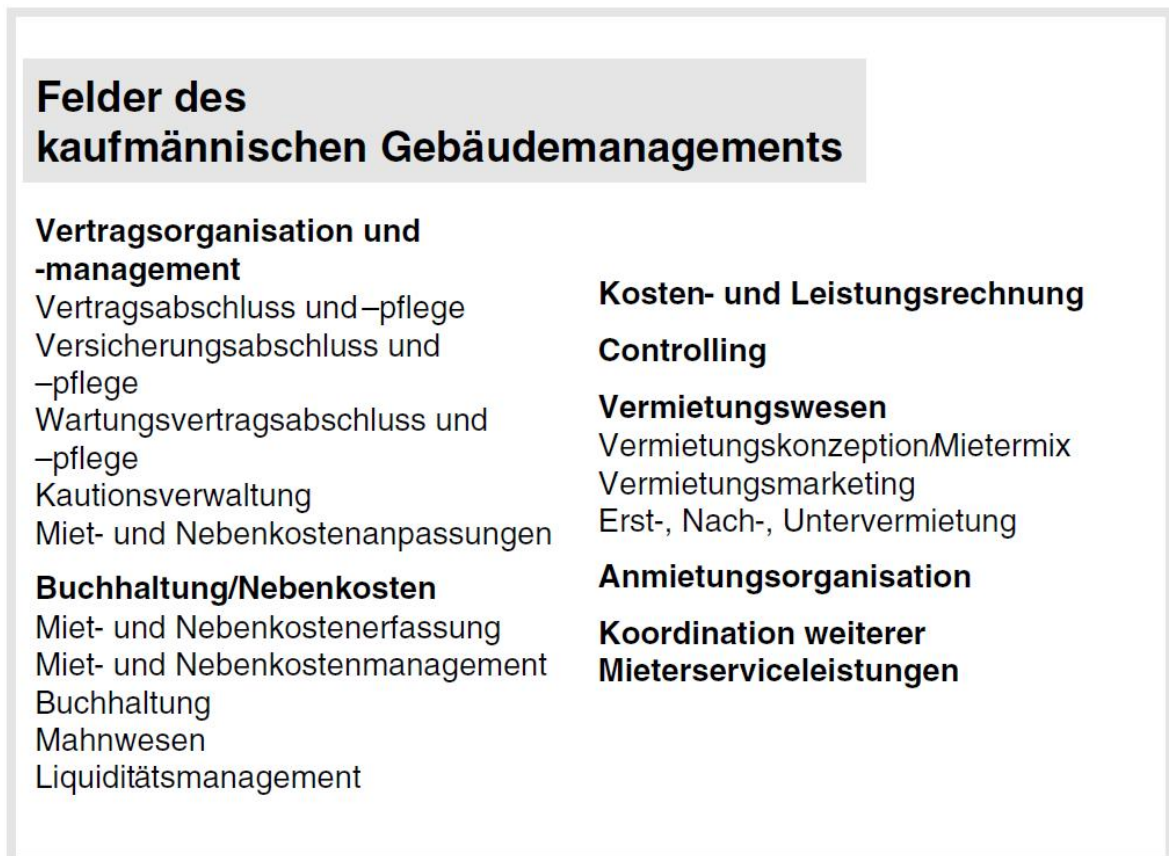 Felder des
kaufmännischen Gebäudemanagements
Vertragsorganisation und
-management
Vertragsabschluss und –pflege
Versicherungsabschluss und
–pflege
Wartungsvertragsabschluss und
–pflege
Kautionsverwaltung
Miet- und Nebenkostenanpassungen
Buchhaltung/Nebenkosten
Miet- und Nebenkostenerfassung
Miet- und Nebenkostenmanagement
Buchhaltung
Mahnwesen
Liquiditätsmanagement
Kosten- und Leistungsrechnung
Controlling
Vermietungswesen
Vermietungskonzeption/Mietermix
Vermietungsmarketing
Erst-, Nach-, Untervermietung
Anmietungsorganisation
Koordination weiterer
Mieterserviceleistungen